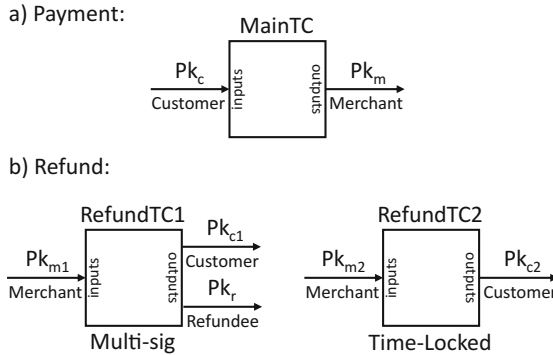 a) Payment:
MainTC
Pkc
inputs
outputs
Pkm
Customer
Merchant
b) Refund:
RefundTC1
RefundTC2
Pkm1
inputs
outputs
Pkc1
Merchant
Customer
Pkr
Refundee
Multi-sig
Pkm2
inputs
outputs
Pkc2
Merchant
Customer
Time-Locked